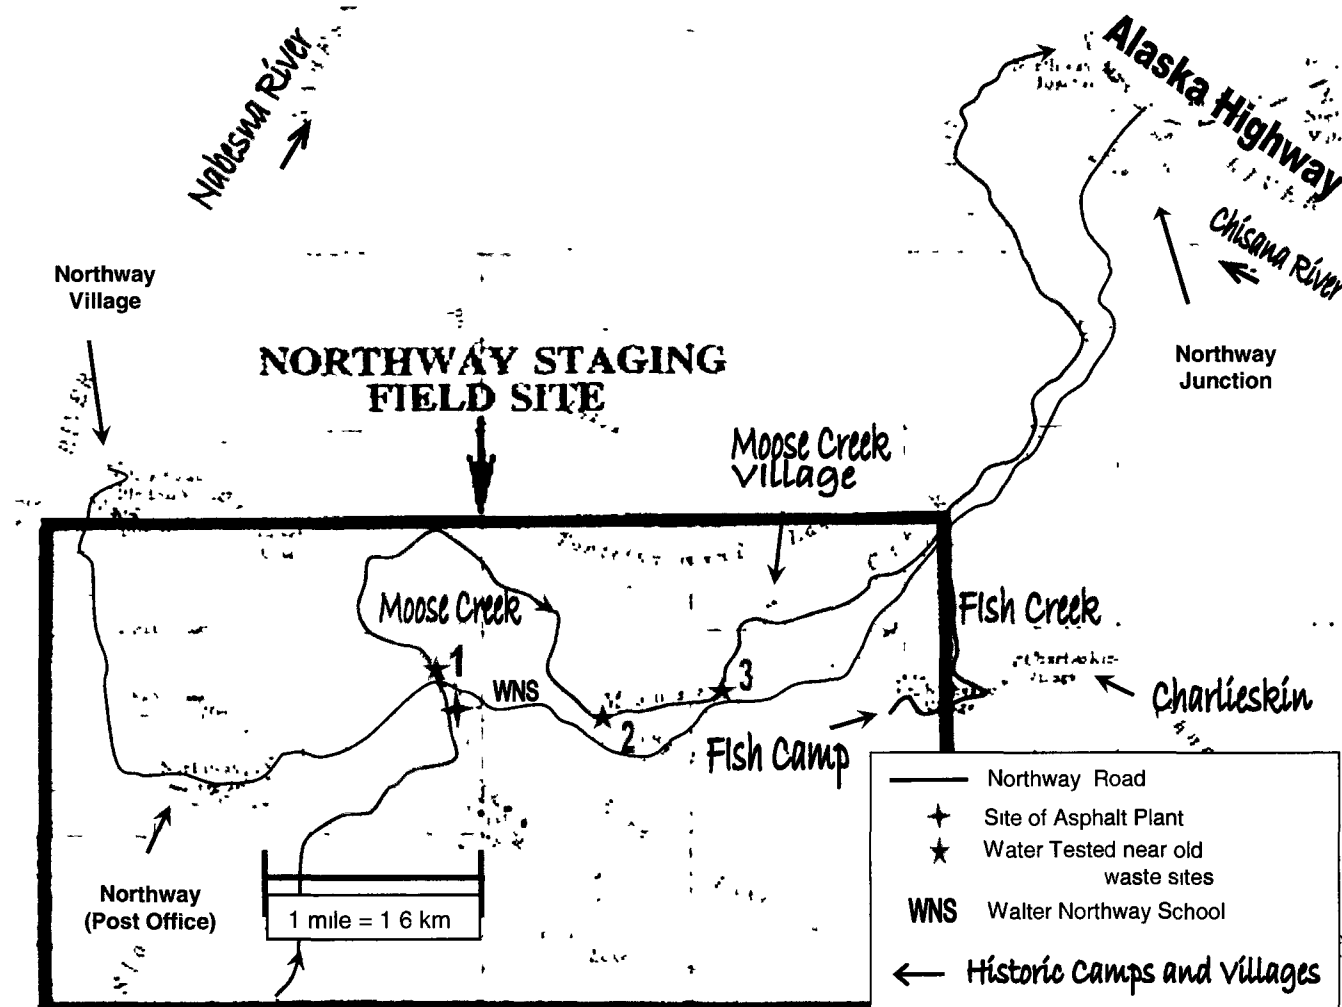 Alaska Highway
Nabesna River
RIVER
Chisana River
Northway
Village
Northway
Junction
NORTHWAY STAGING
FIELD SITE
RIVER
Moose Creek
Village
Moose Creek
FIsh Creek
1
WNS
3
2
Charlieskin
FIsh Camp
Northway
(Post Office)
1 mile = 1 6 km
Northway Road
Site of Asphalt Plant
Water Tested near old
waste sites
WNS Walter Northway School
Historic Camps and Villages